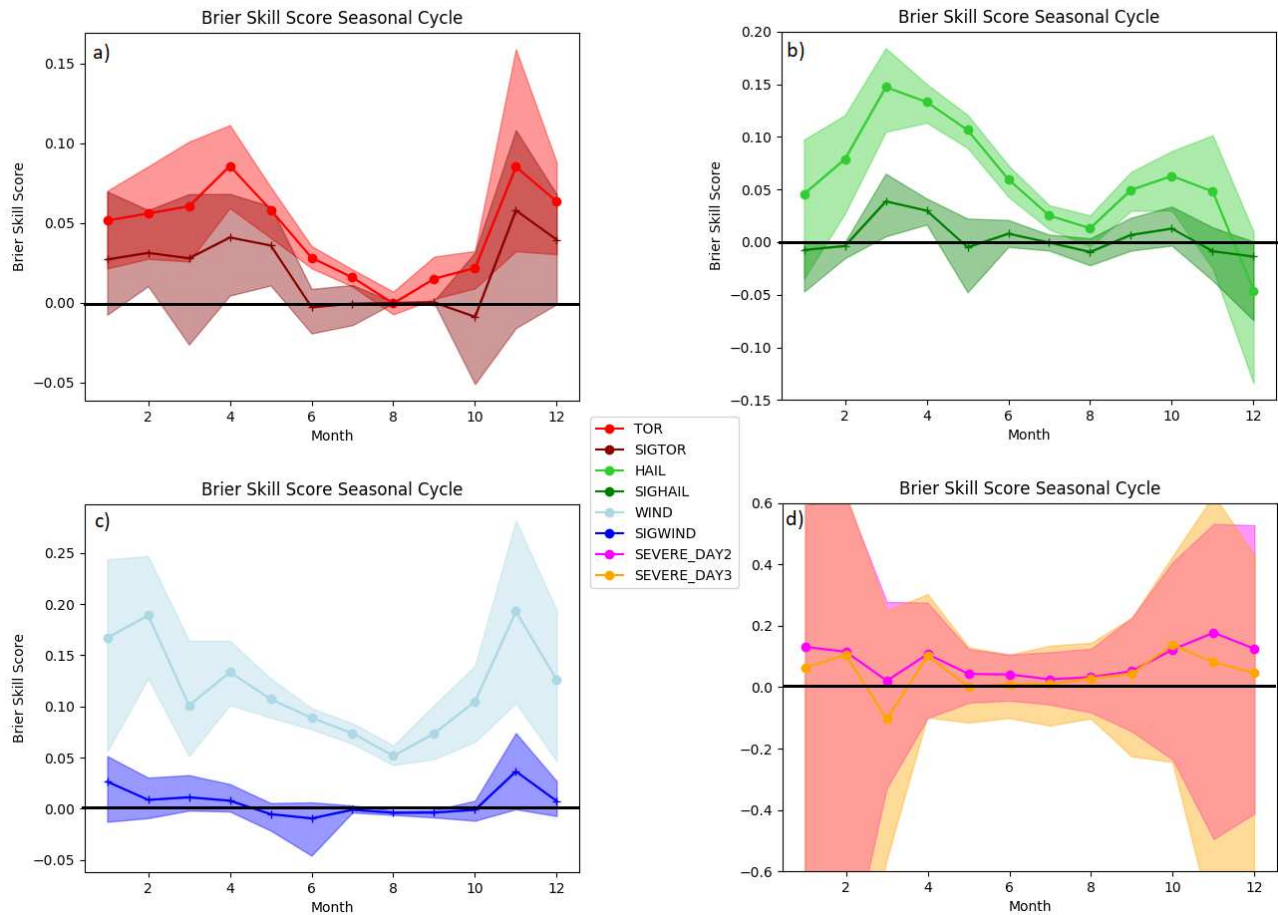 Brier Skill Score Seasonal Cycle
a)
0.15
0.10
0.05
0.00
−0.05
Brier Skill Score
2 4 6 8 10 12
Month
Brier Skill Score Seasonal Cycle
b)
0.20
0.15
0.10
0.05
0.00
−0.05
−0.10
−0.15
Brier Skill Score
2 4 6 8 10 12
Month
TOR
SIGTOR
HAIL
SIGHAIL
WIND
SIGWIND
SEVERE_DAY2
SEVERE_DAY3
Brier Skill Score Seasonal Cycle
c)
0.25
0.20
0.15
0.10
0.05
0.00
−0.05
Brier Skill Score
2 4 6 8 10 12
Month
Brier Skill Score Seasonal Cycle
d)
0.6
0.4
0.2
0.0
−0.2
−0.4
−0.6
Brier Skill Score
2 4 6 8 10 12
Month